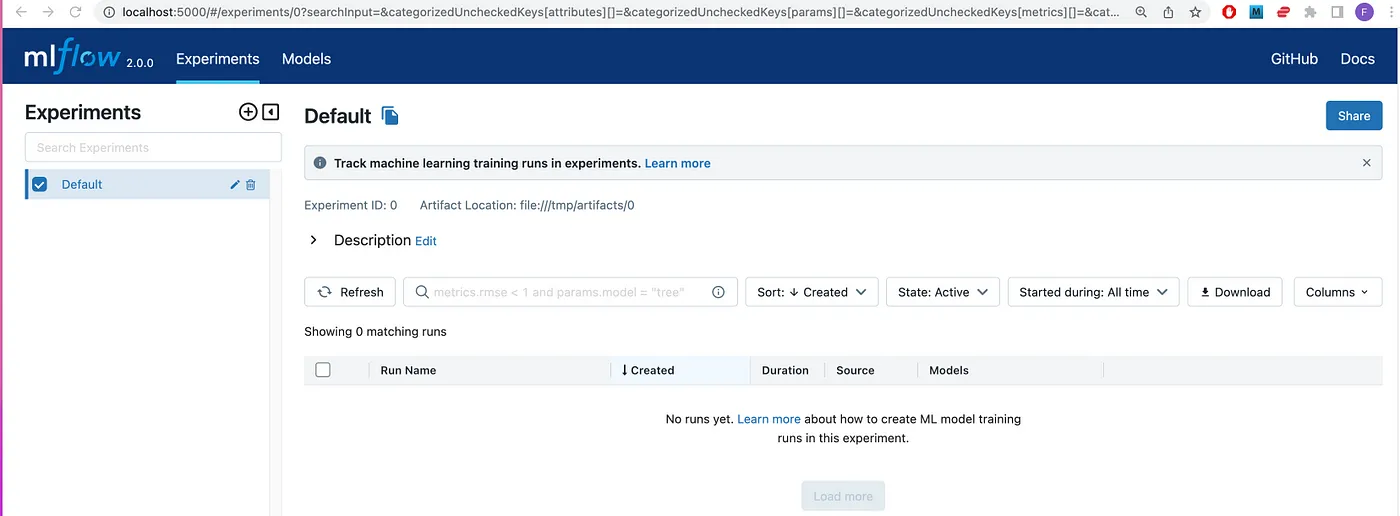 localhost:5000/#/experiments/0?searchInput=&categorizedUncheckedKeys[attributes][]=&categorizedUncheckedKeys[params][]=&categorizedUncheckedKeys[metrics][]=&cat... F
mlflow 2.0.0 Experiments Models GitHub Docs
Experiments
Search Experiments
Default
Default Share
Track machine learning training runs in experiments. Learn more
Experiment ID: 0 Artifact Location: file:///tmp/artifacts/0
Description Edit
Refresh metrics.rmse < 1 and params.model = "tree" Sort: ↓ Created State: Active Started during: All time Download Columns
Showing 0 matching runs
Run Name ↓ Created Duration Source Models
No runs yet. Learn more about how to create ML model training
runs in this experiment.
Load more